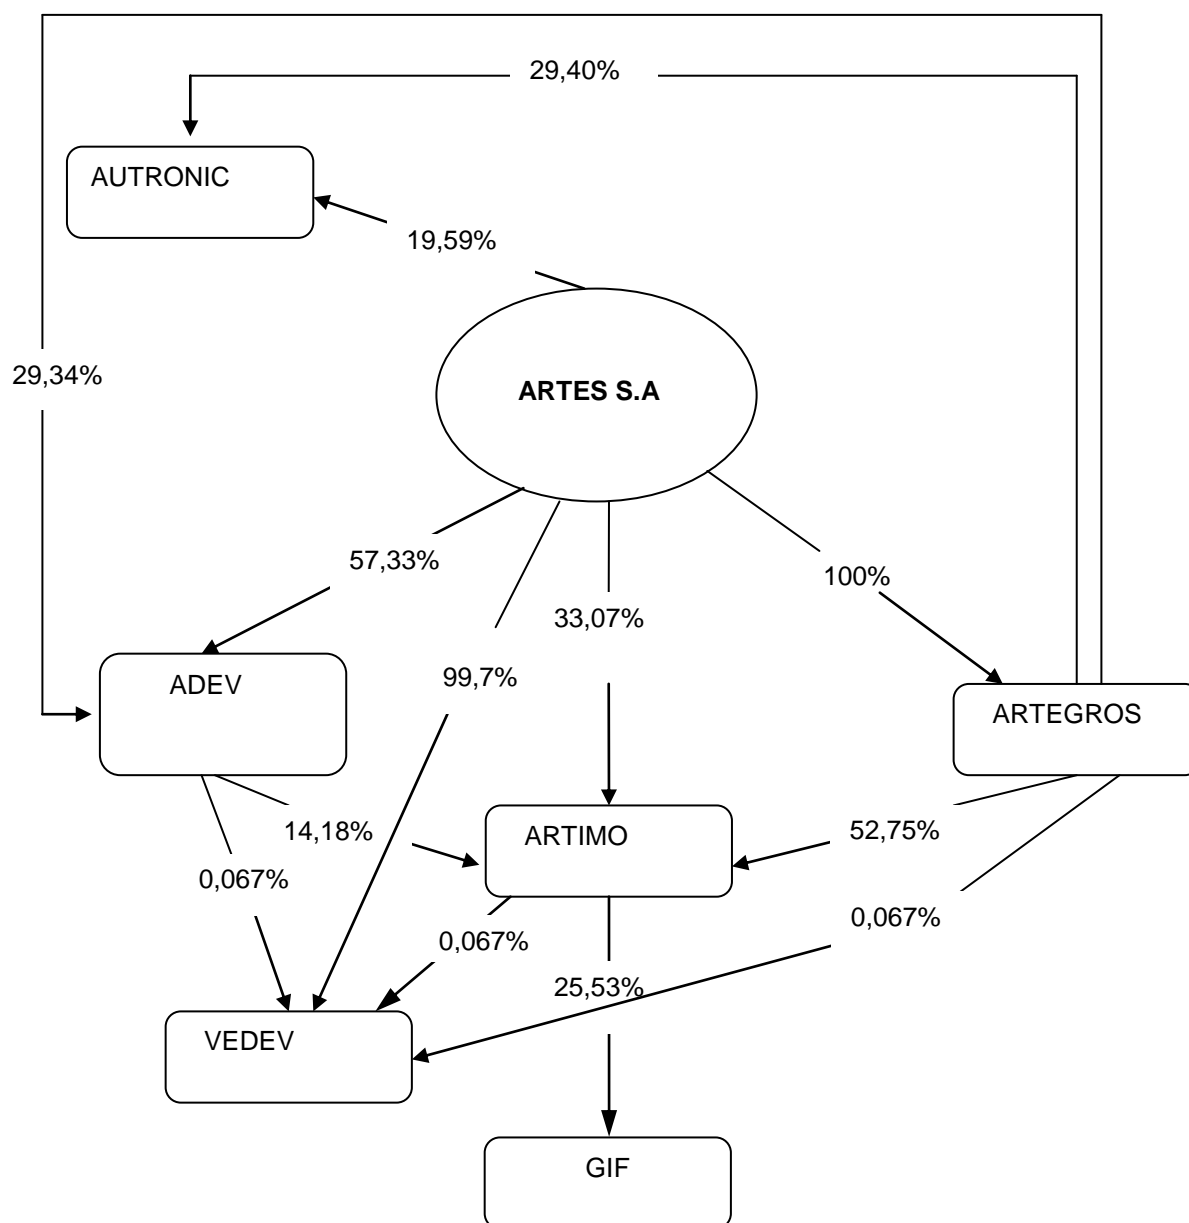 29,40%
AUTRONIC
19,59%
29,34%
ARTES S.A
57,33%
100%
33,07%
99,7%
ADEV
ARTEGROS
14,18%
ARTIMO
52,75%
0,067%
0,067%
0,067%
25,53%
VEDEV
GIF